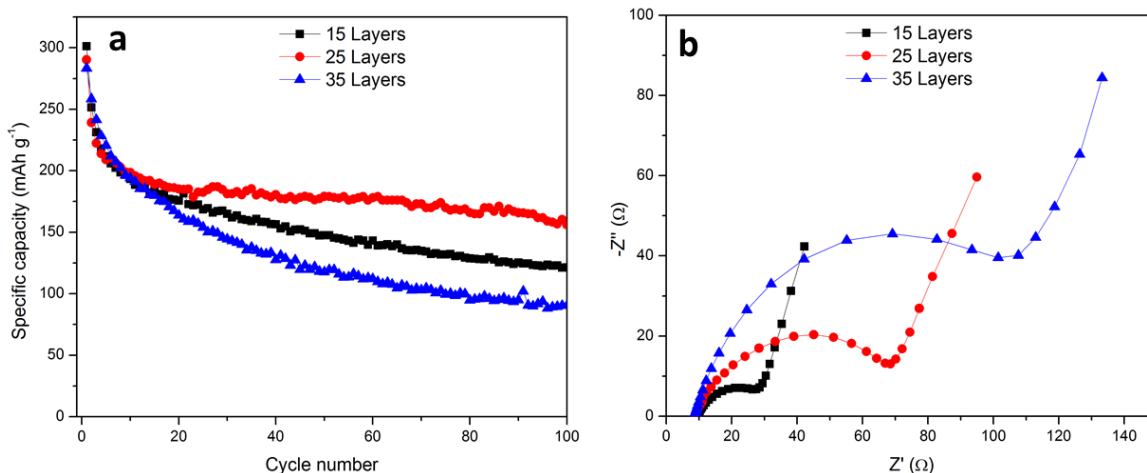 a
15 Layers
25 Layers
35 Layers
Specific capacity (mAh g⁻¹)
300
250
200
150
100
50
0
0 20 40 60 80 100
Cycle number
b
15 Layers
25 Layers
35 Layers
-Z'' (Ω)
100
80
60
40
20
0
0 20 40 60 80 100 120 140
Z' (Ω)